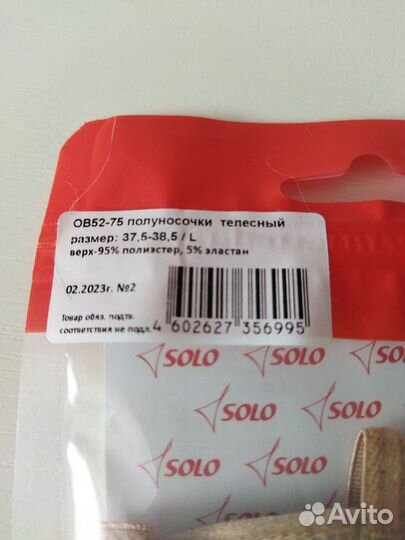 OB52-75 полуносочки телесный
размер: 37,5-38,5 / L
верх-95% полиэстер, 5% эластан
02.2023г. №2
Товар обяз. подтв.
соответствия не подл.
4 602627 356995
SOLO SOLO
SOLO SOLO
SOLO SOLO
SOLO
Avito